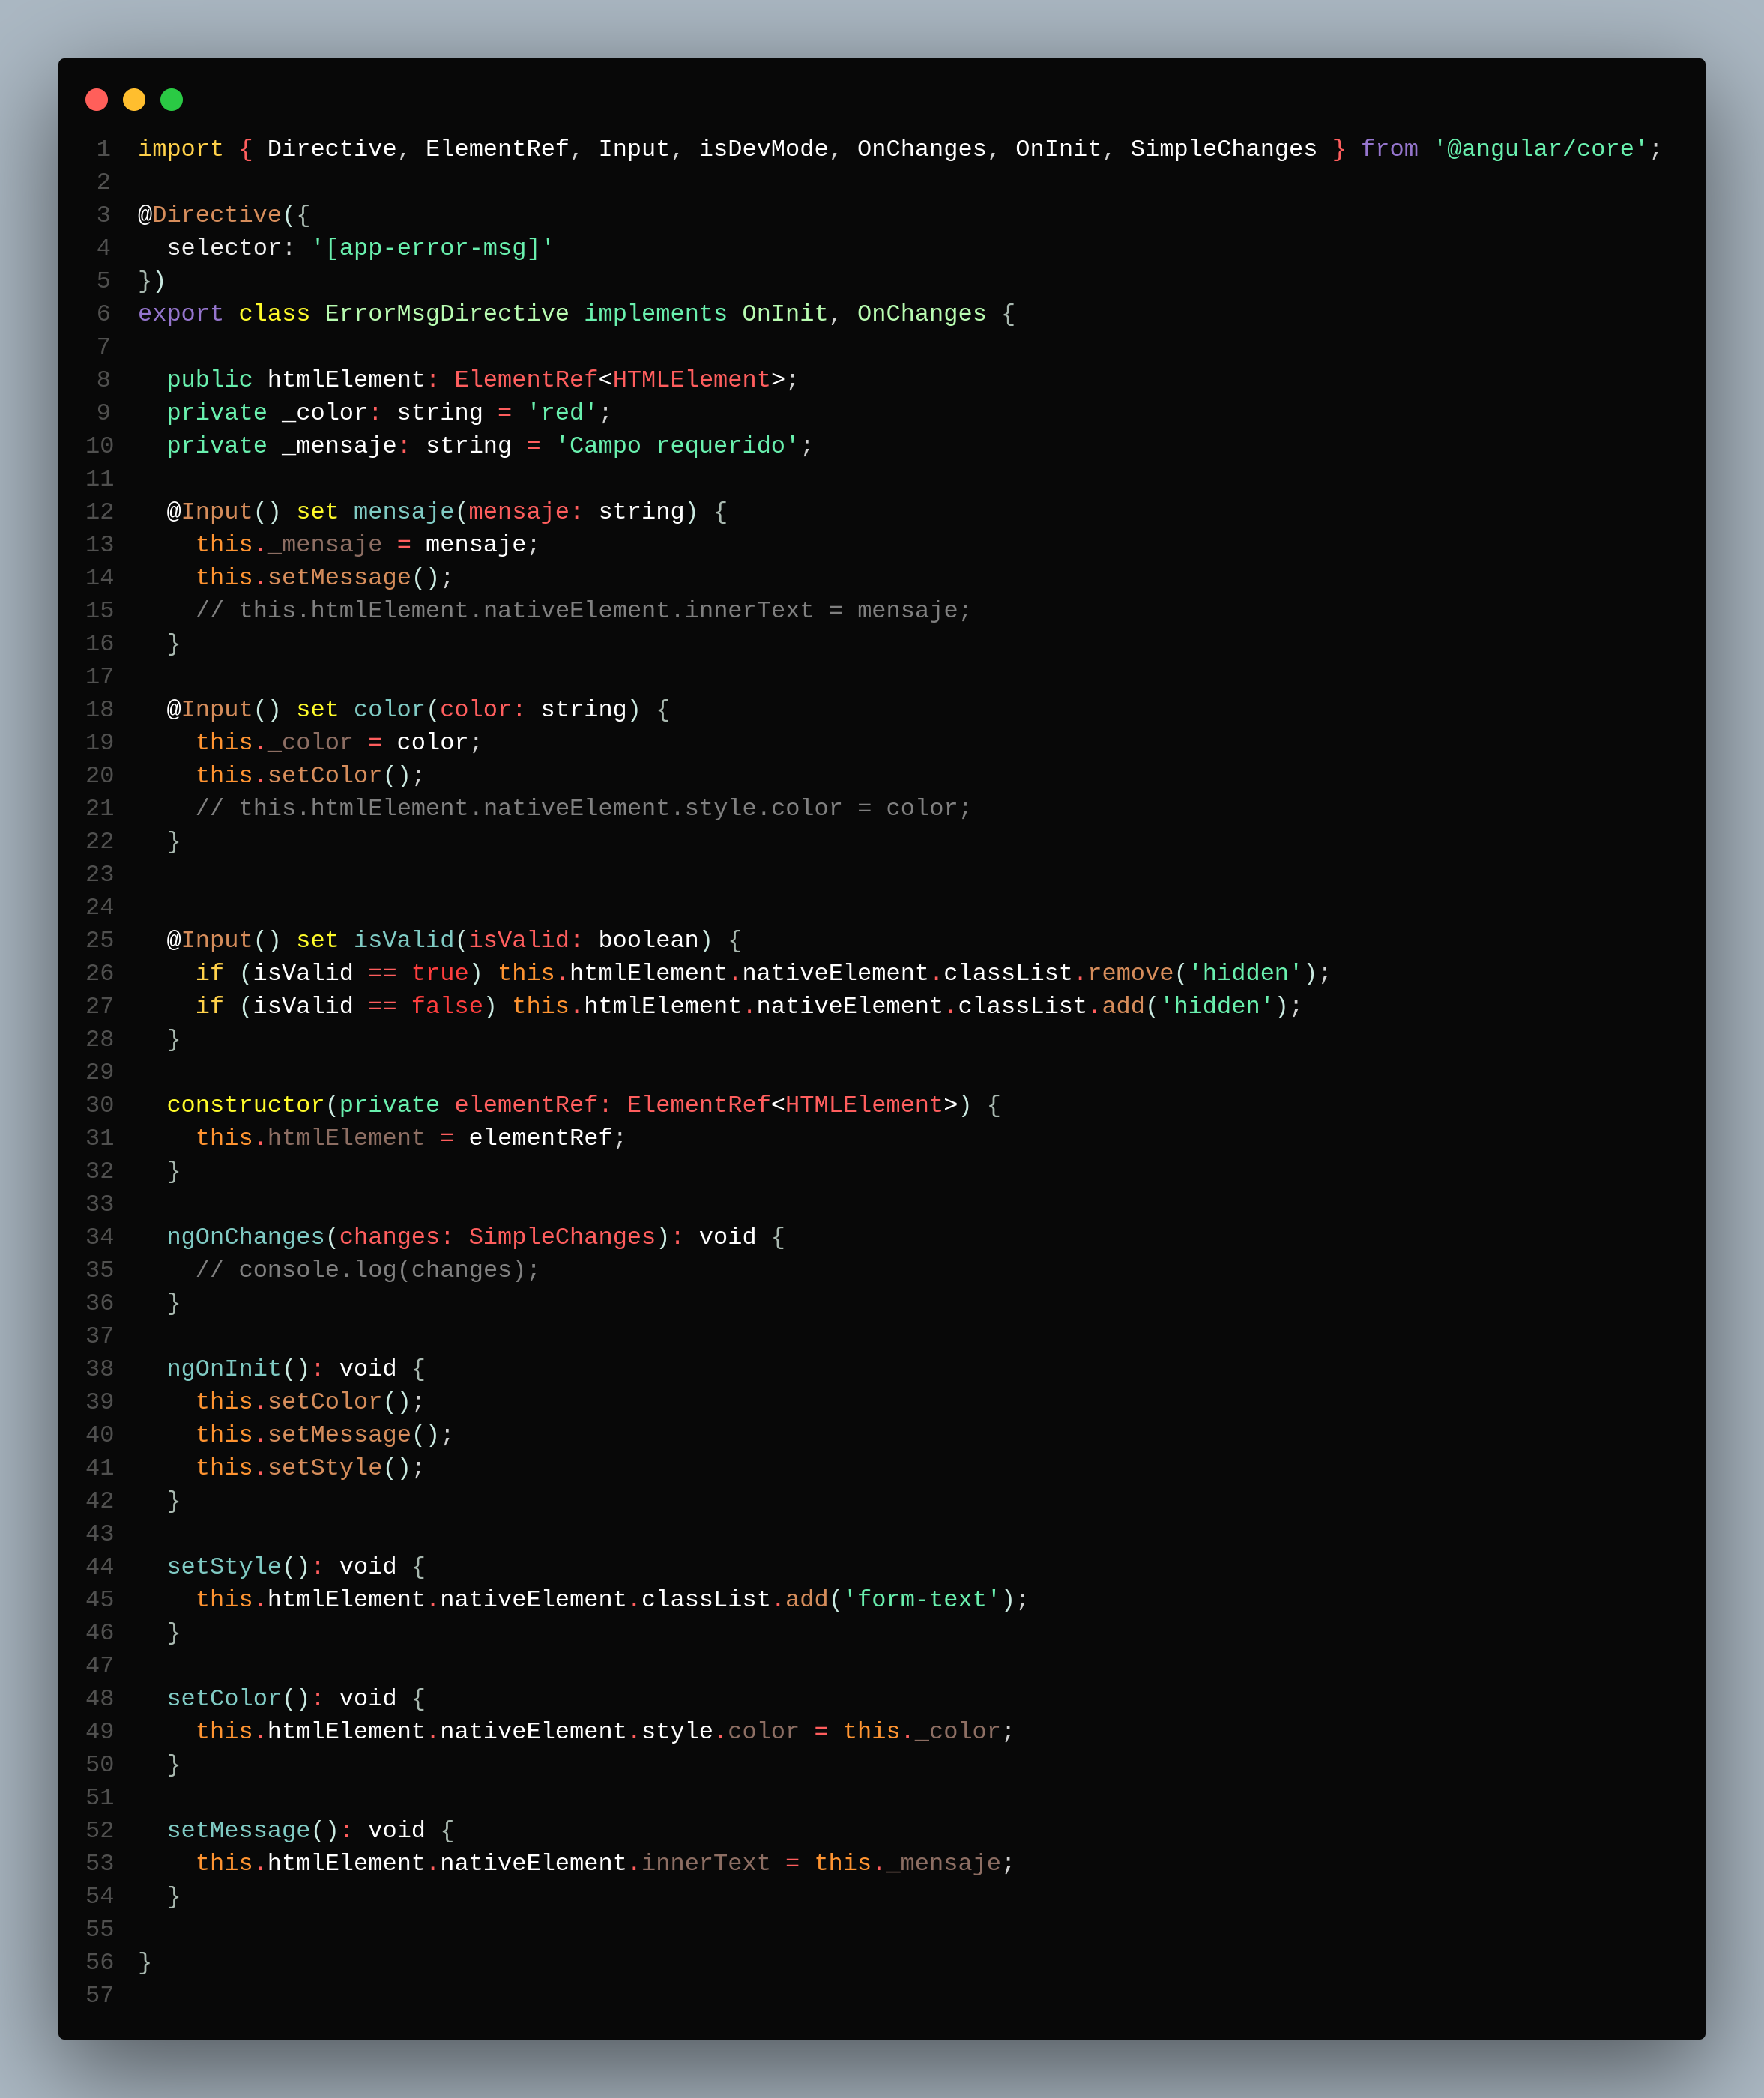 1 import { Directive, ElementRef, Input, isDevMode, OnChanges, OnInit, SimpleChanges } from '@angular/core';
2
3 @Directive({
4   selector: '[app-error-msg]'
5 })
6 export class ErrorMsgDirective implements OnInit, OnChanges {
7
8   public htmlElement: ElementRef<HTMLElement>;
9   private _color: string = 'red';
10   private _mensaje: string = 'Campo requerido';
11
12   @Input() set mensaje(mensaje: string) {
13     this._mensaje = mensaje;
14     this.setMessage();
15     // this.htmlElement.nativeElement.innerText = mensaje;
16   }
17
18   @Input() set color(color: string) {
19     this._color = color;
20     this.setColor();
21     // this.htmlElement.nativeElement.style.color = color;
22   }
23
24
25   @Input() set isValid(isValid: boolean) {
26     if (isValid == true) this.htmlElement.nativeElement.classList.remove('hidden');
27     if (isValid == false) this.htmlElement.nativeElement.classList.add('hidden');
28   }
29
30   constructor(private elementRef: ElementRef<HTMLElement>) {
31     this.htmlElement = elementRef;
32   }
33
34   ngOnChanges(changes: SimpleChanges): void {
35     // console.log(changes);
36   }
37
38   ngOnInit(): void {
39     this.setColor();
40     this.setMessage();
41     this.setStyle();
42   }
43
44   setStyle(): void {
45     this.htmlElement.nativeElement.classList.add('form-text');
46   }
47
48   setColor(): void {
49     this.htmlElement.nativeElement.style.color = this._color;
50   }
51
52   setMessage(): void {
53     this.htmlElement.nativeElement.innerText = this._mensaje;
54   }
55
56 }
57